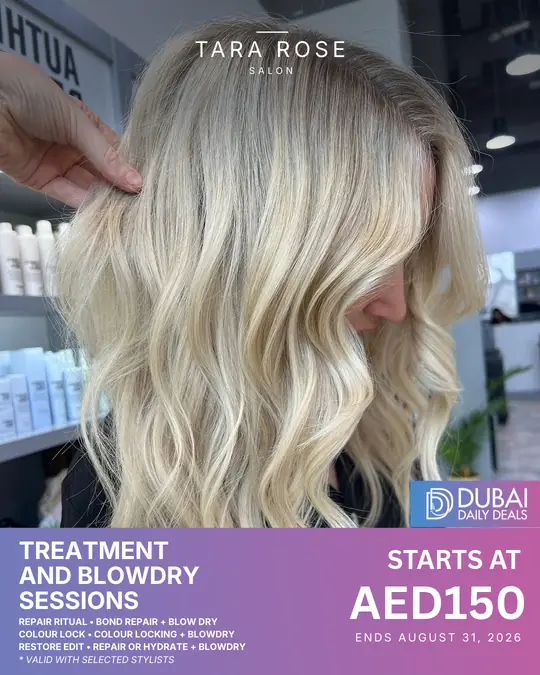 TARA ROSE
SALON
DUBAI
DAILY DEALS
TREATMENT
AND BLOWDRY
SESSIONS
REPAIR RITUAL • BOND REPAIR + BLOW DRY
COLOUR LOCK • COLOUR LOCKING + BLOWDRY
RESTORE EDIT • REPAIR OR HYDRATE + BLOWDRY
* VALID WITH SELECTED STYLISTS
STARTS AT
AED150
ENDS AUGUST 31, 2026